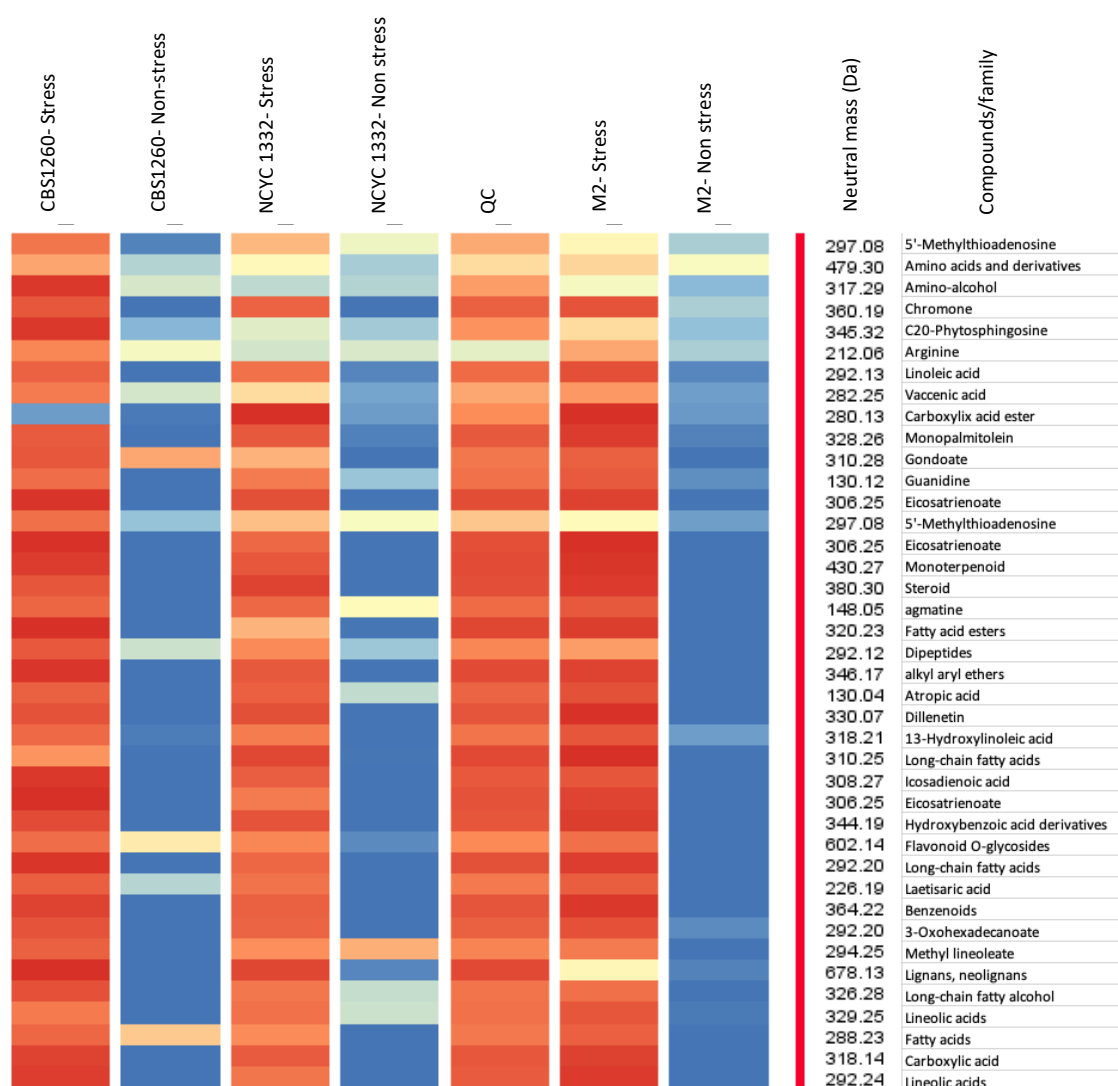 CBS1260- Stress
CBS1260- Non-stress
NCYC 1332- Stress
NCYC 1332- Non stress
QC
M2- Stress
M2- Non stress
Neutral mass (Da)
Compounds/family
297.08 5'-Methylthioadenosine
479.30 Amino acids and derivatives
317.29 Amino-alcohol
360.19 Chromone
345.32 C20-Phytosphingosine
212.06 Arginine
292.13 Linoleic acid
282.25 Vaccenic acid
280.13 Carboxylix acid ester
328.26 Monopalmitolein
310.28 Gondoate
130.12 Guanidine
306.25 Eicosatrienoate
297.08 5'-Methylthioadenosine
306.25 Eicosatrienoate
430.27 Monoterpenoid
380.30 Steroid
148.05 agmatine
320.23 Fatty acid esters
292.12 Dipeptides
346.17 alkyl aryl ethers
130.04 Atropic acid
330.07 Dillenetin
318.21 13-Hydroxylinoleic acid
310.25 Long-chain fatty acids
308.27 Icosadienoic acid
306.25 Eicosatrienoate
344.19 Hydroxybenzoic acid derivatives
602.14 Flavonoid O-glycosides
292.20 Long-chain fatty acids
226.19 Laetisaric acid
364.22 Benzenoids
292.20 3-Oxohexadecanoate
294.25 Methyl lineoleate
678.13 Lignans, neolignans
326.28 Long-chain fatty alcohol
329.25 Lineolic acids
288.23 Fatty acids
318.14 Carboxylic acid
292.24 Lineolic acids